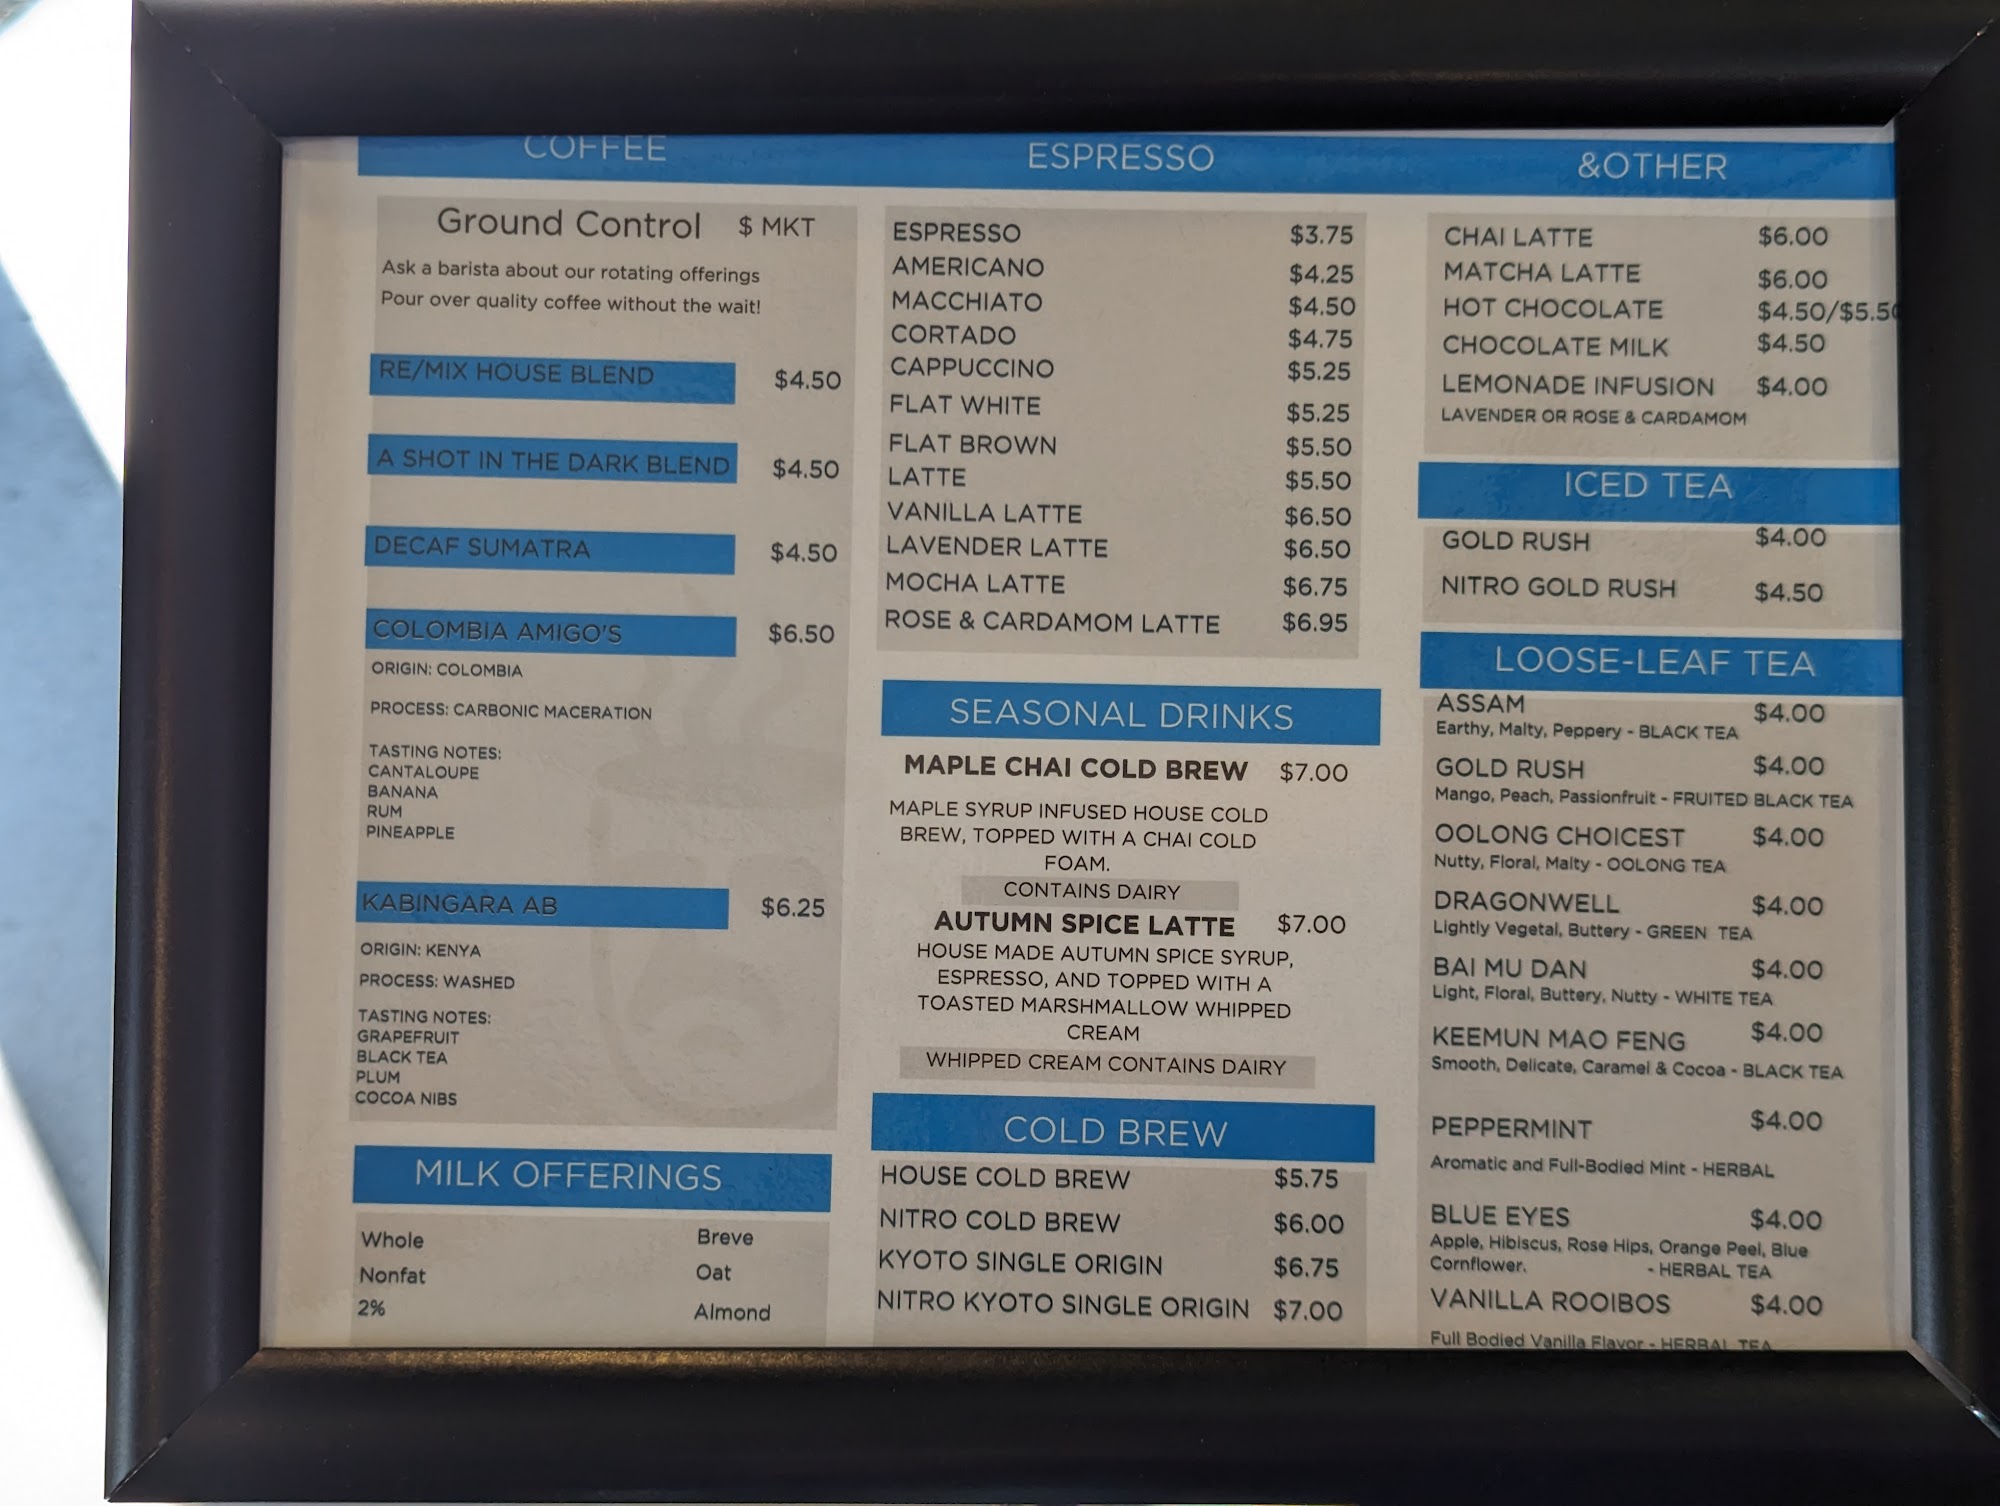 COFFEE
Ground Control $ MKT
Ask a barista about our rotating offerings
Pour over quality coffee without the wait!
RE/MIX HOUSE BLEND $4.50
A SHOT IN THE DARK BLEND $4.50
DECAF SUMATRA $4.50
COLOMBIA AMIGO'S $6.50
ORIGIN: COLOMBIA
PROCESS: CARBONIC MACERATION
TASTING NOTES:
CANTALOUPE
BANANA
RUM
PINEAPPLE
KABINGARA AB $6.25
ORIGIN: KENYA
PROCESS: WASHED
TASTING NOTES:
GRAPEFRUIT
BLACK TEA
PLUM
COCOA NIBS
MILK OFFERINGS
Whole Breve
Nonfat Oat
2% Almond
ESPRESSO
ESPRESSO $3.75
AMERICANO $4.25
MACCHIATO $4.50
CORTADO $4.75
CAPPUCCINO $5.25
FLAT WHITE $5.25
FLAT BROWN $5.50
LATTE $5.50
VANILLA LATTE $6.50
LAVENDER LATTE $6.50
MOCHA LATTE $6.75
ROSE & CARDAMOM LATTE $6.95
SEASONAL DRINKS
MAPLE CHAI COLD BREW $7.00
MAPLE SYRUP INFUSED HOUSE COLD
BREW, TOPPED WITH A CHAI COLD
FOAM.
CONTAINS DAIRY
AUTUMN SPICE LATTE $7.00
HOUSE MADE AUTUMN SPICE SYRUP,
ESPRESSO, AND TOPPED WITH A
TOASTED MARSHMALLOW WHIPPED
CREAM
WHIPPED CREAM CONTAINS DAIRY
COLD BREW
HOUSE COLD BREW $5.75
NITRO COLD BREW $6.00
KYOTO SINGLE ORIGIN $6.75
NITRO KYOTO SINGLE ORIGIN $7.00
&OTHER
CHAI LATTE $6.00
MATCHA LATTE $6.00
HOT CHOCOLATE $4.50/$5.50
CHOCOLATE MILK $4.50
LEMONADE INFUSION $4.00
LAVENDER OR ROSE & CARDAMOM
ICED TEA
GOLD RUSH $4.00
NITRO GOLD RUSH $4.50
LOOSE-LEAF TEA
ASSAM $4.00
Earthy, Malty, Peppery - BLACK TEA
GOLD RUSH $4.00
Mango, Peach, Passionfruit - FRUITED BLACK TEA
OOLONG CHOICEST $4.00
Nutty, Floral, Malty - OOLONG TEA
DRAGONWELL $4.00
Lightly Vegetal, Buttery - GREEN TEA
BAI MU DAN $4.00
Light, Floral, Buttery, Nutty - WHITE TEA
KEEMUN MAO FENG $4.00
Smooth, Delicate, Caramel & Cocoa - BLACK TEA
PEPPERMINT $4.00
Aromatic and Full-Bodied Mint - HERBAL
BLUE EYES $4.00
Apple, Hibiscus, Rose Hips, Orange Peel, Blue
Cornflower. - HERBAL TEA
VANILLA ROOIBOS $4.00
Full Bodied Vanilla Flavor - HERBAL TEA